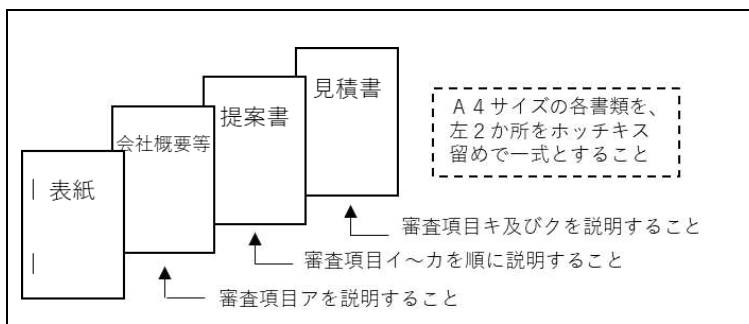 見積書
提案書
会社概要等
表紙
Ａ４サイズの各書類を、
左２か所をホッチキス
留めで一式とすること
審査項目キ及びクを説明すること
審査項目イ～カを順に説明すること
審査項目アを説明すること